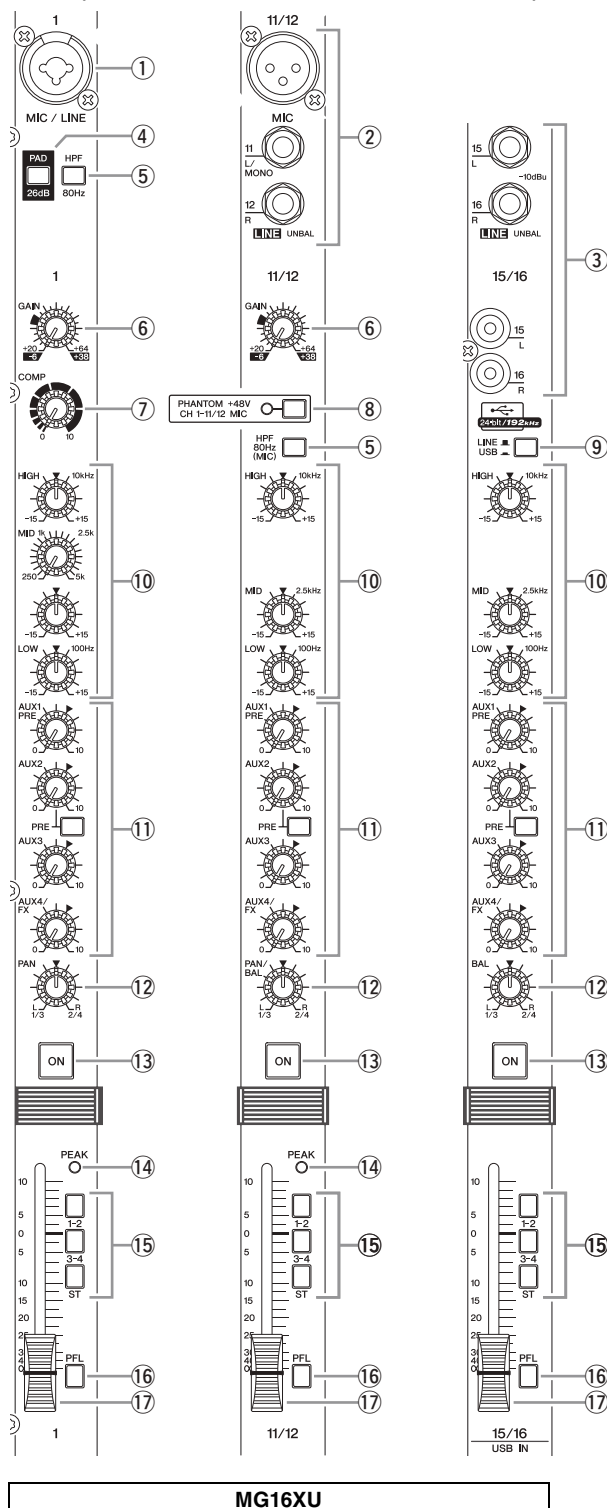 1
①
MIC / LINE
④
PAD
26dB
HPF
80Hz
⑤
1
GAIN
+20 +64
-6 +38
⑥
COMP
0 10
⑦
HIGH 10kHz
-15 +15
MID 1k 2.5k
250 5k
-15 +15
LOW 100Hz
-15 +15
⑩
AUX1
PRE
0 10
AUX2
0 10
PRE
AUX3
0 10
AUX4/
FX
0 10
⑪
PAN
L R
1/3 2/4
⑫
ON
⑬
PEAK
⑭
10
5
0
5
10
15
20
25
1-2
3-4
ST
⑮
PFL
⑯
⑰
1
11/12
MIC
11
L/
MONO
12
R
LINE UNBAL
②
11/12
GAIN
+20 +64
-6 +38
⑥
PHANTOM +48V
CH 1-11/12 MIC
⑧
HPF
80Hz
(MIC)
⑤
HIGH 10kHz
-15 +15
MID 2.5kHz
-15 +15
LOW 100Hz
-15 +15
⑩
AUX1
PRE
0 10
AUX2
0 10
PRE
AUX3
0 10
AUX4/
FX
0 10
⑪
PAN/
BAL
L R
1/3 2/4
⑫
ON
⑬
PEAK
⑭
10
5
0
5
10
15
20
25
1-2
3-4
ST
⑮
PFL
⑯
⑰
11/12
15
L
-10dBu
16
R
LINE UNBAL
15/16
15
L
16
R
③
24-bit/192kHz
LINE
USB
⑨
HIGH 10kHz
-15 +15
MID 2.5kHz
-15 +15
LOW 100Hz
-15 +15
⑩
AUX1
PRE
0 10
AUX2
0 10
PRE
AUX3
0 10
AUX4/
FX
0 10
⑪
BAL
L R
1/3 2/4
⑫
ON
⑬
10
5
0
5
10
15
20
25
1-2
3-4
ST
⑮
PFL
⑯
⑰
15/16
USB IN
MG16XU